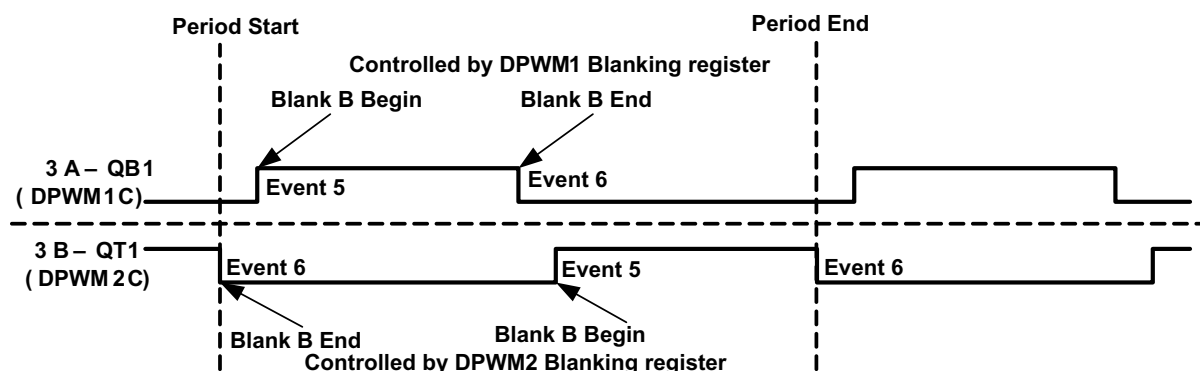 Period Start
Period End
Controlled by DPWM1 Blanking register
Blank B Begin
Blank B End
3 A – QB1
( DPWM1C)
Event 5
Event 6
3 B – QT1
( DPWM2C)
Event 6
Event 5
Event 6
Blank B End
Blank B Begin
Controlled by DPWM2 Blanking register